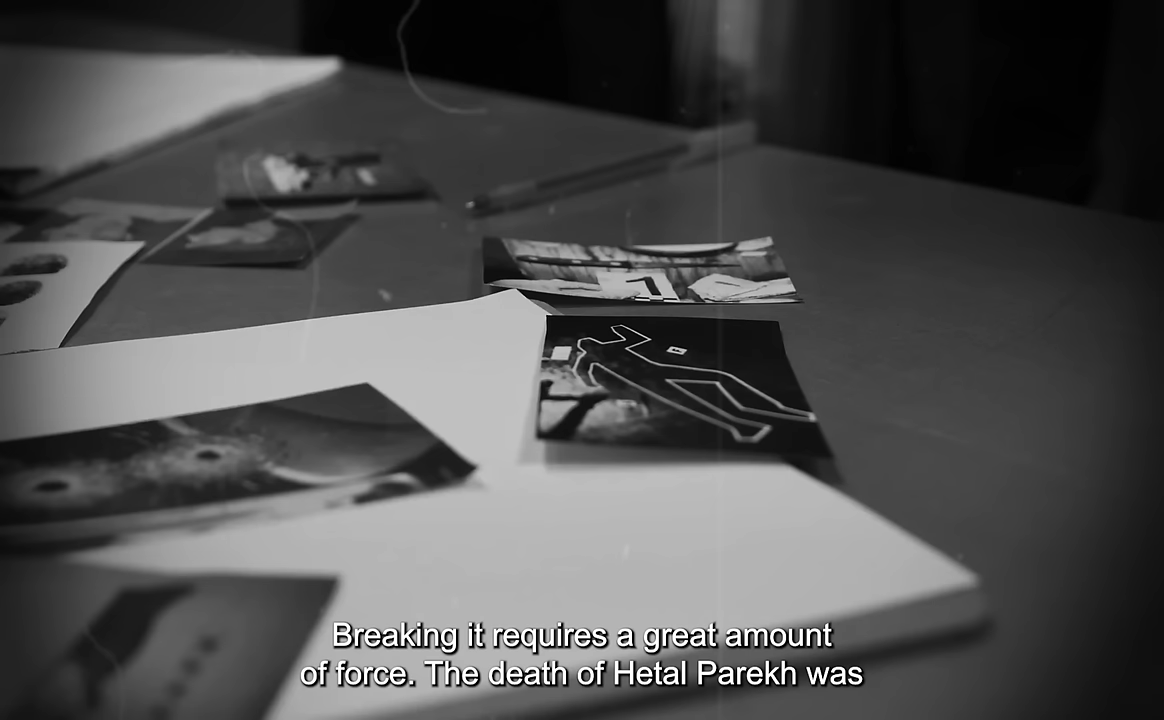 Breaking it requires a great amount
of force. The death of Hetal Parekh was